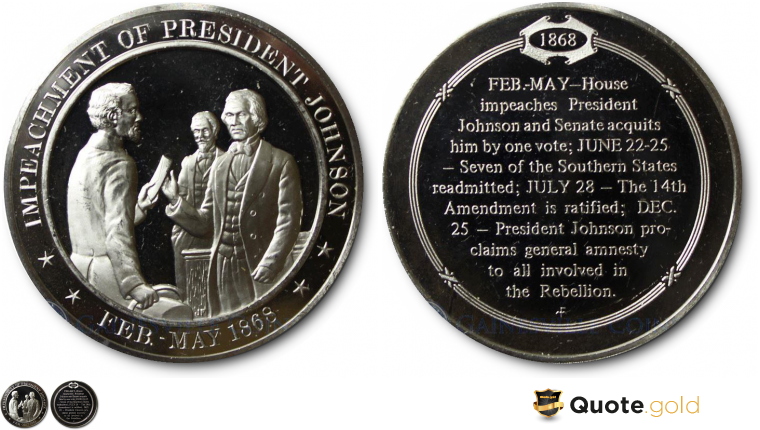 IMPEACHMENT OF PRESIDENT JOHNSON
FEB.-MAY 1868
1868
FEB.-MAY—House
impeaches President
Johnson and Senate acquits
him by one vote; JUNE 22-25
— Seven of the Southern States
readmitted; JULY 28 — The 14th
Amendment is ratified; DEC.
25 — President Johnson pro-
claims general amnesty
to all involved in
the Rebellion.
Quote.gold